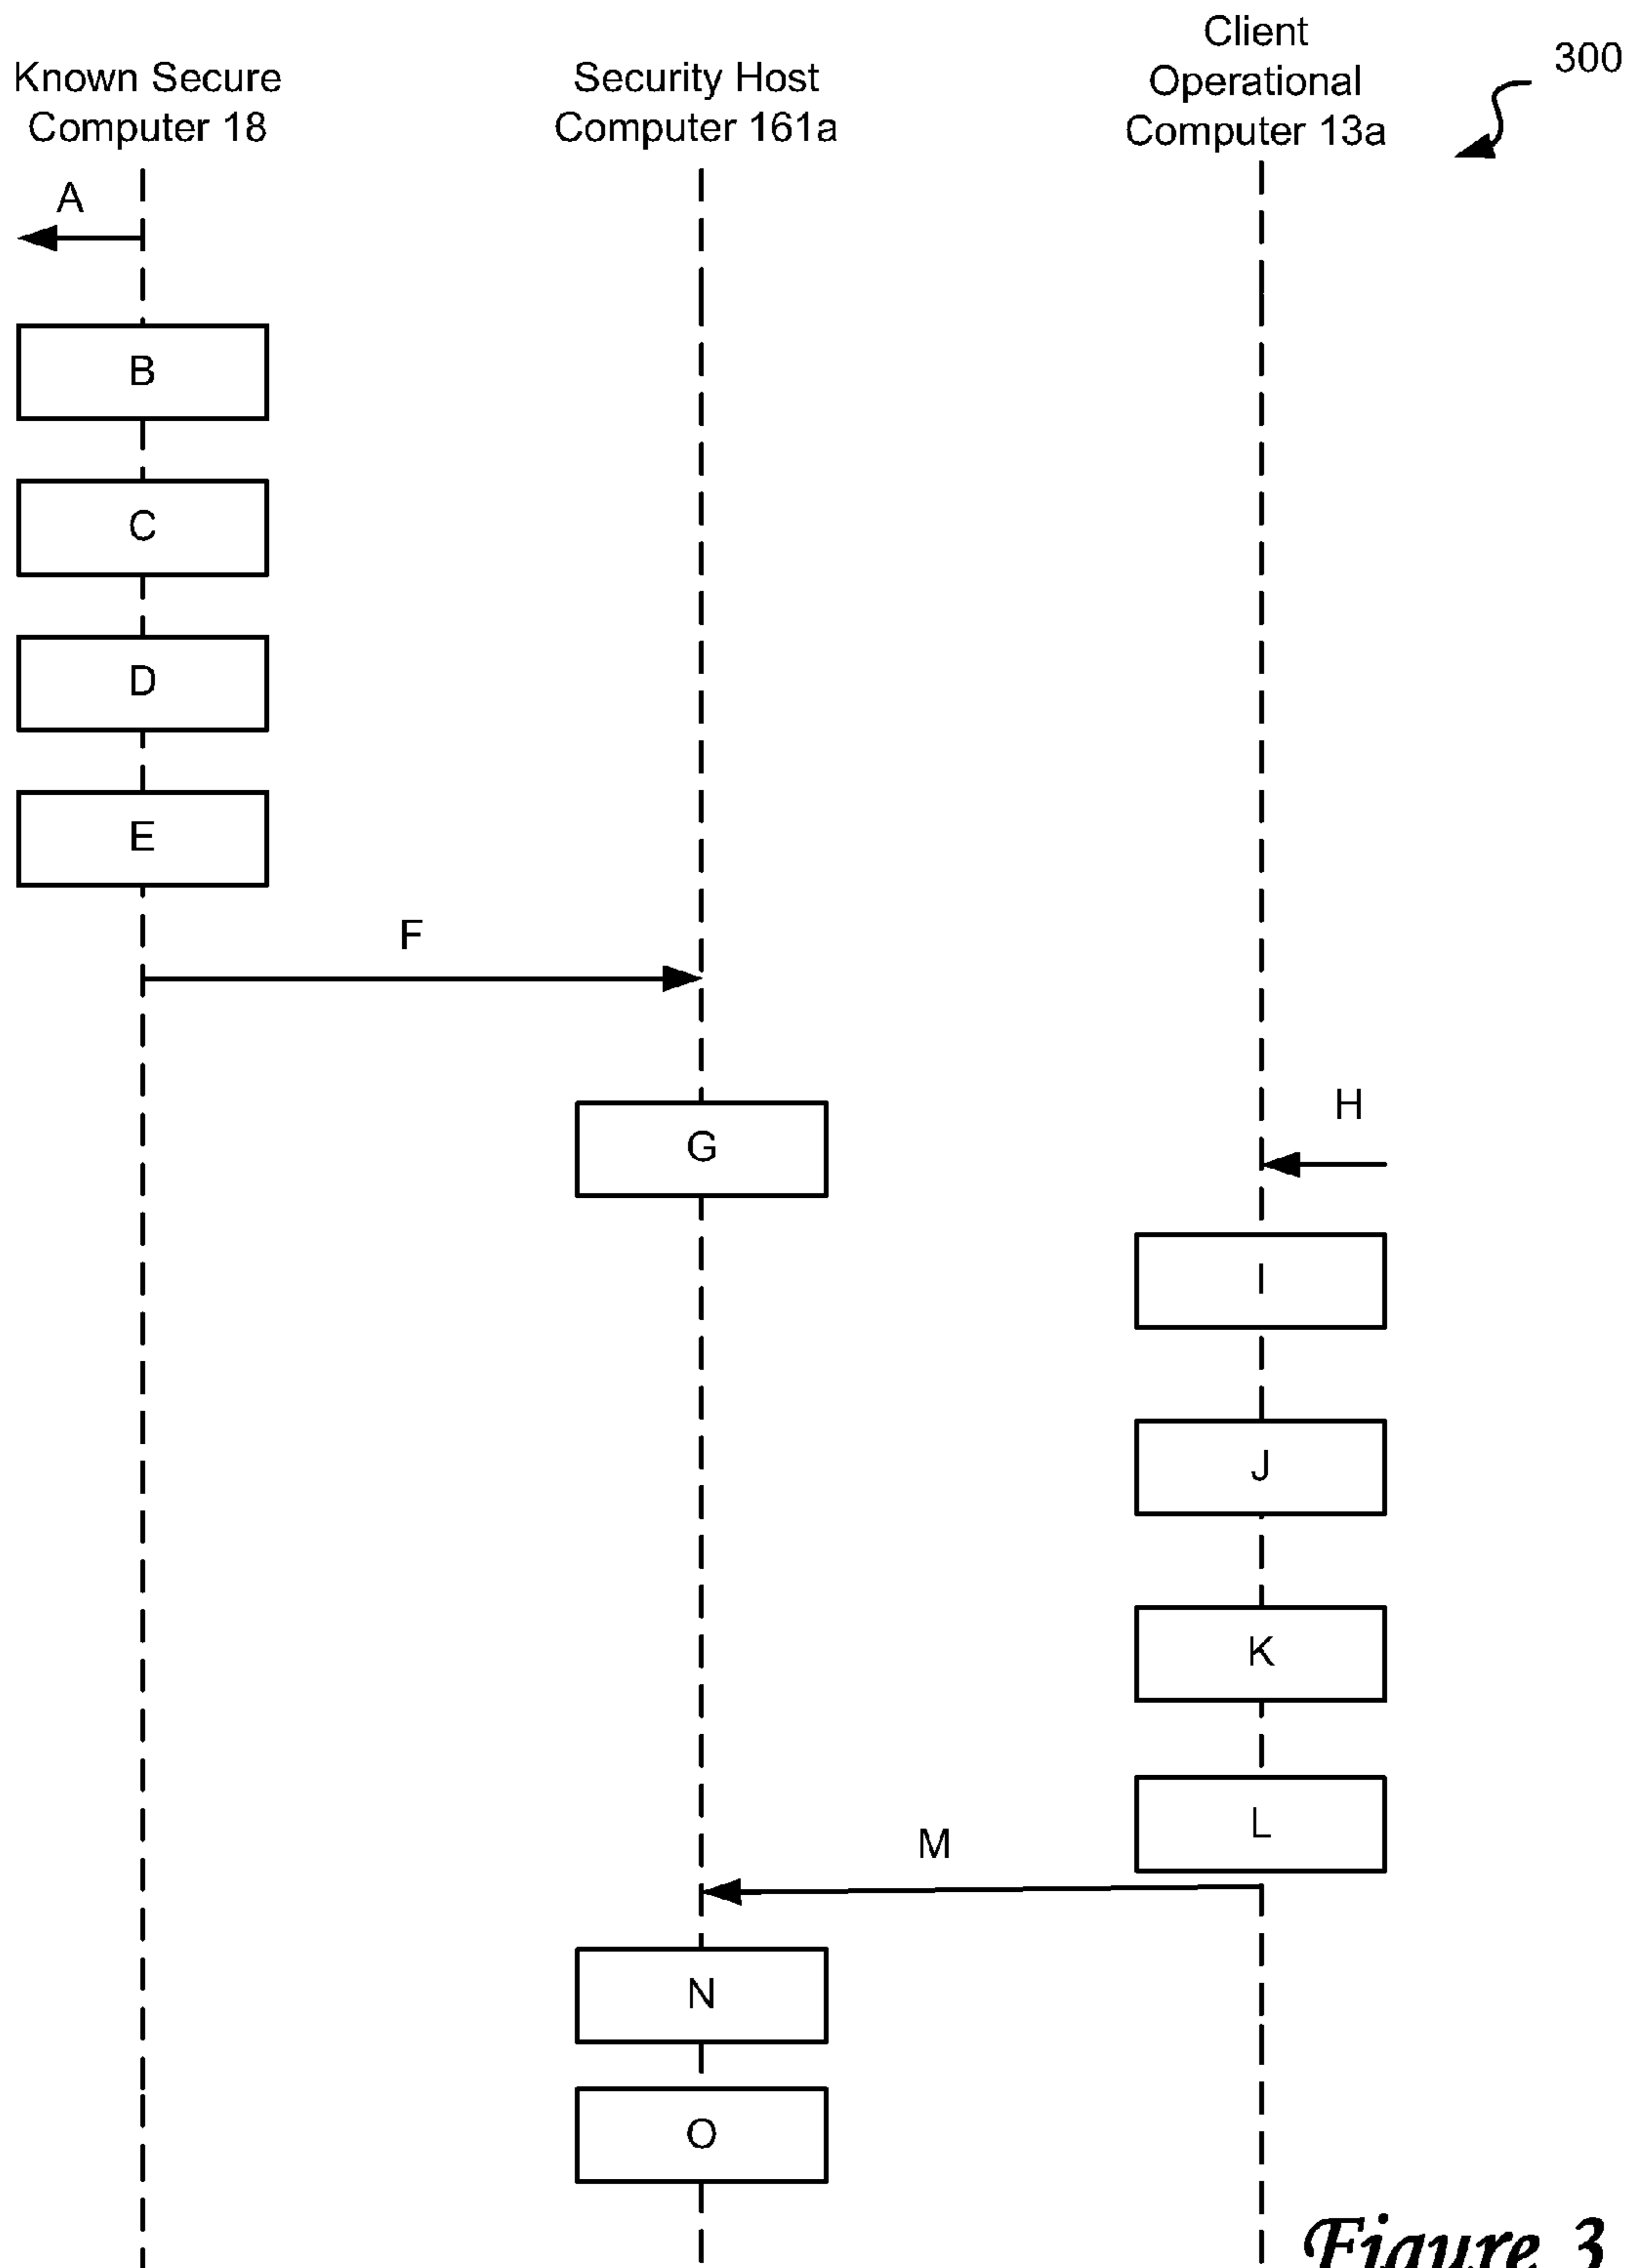 Client
Operational
Computer 13a
300
Known Secure
Computer 18
Security Host
Computer 161a
A
B
C
D
E
F
G
H
I
J
K
L
M
N
O
Figure 3